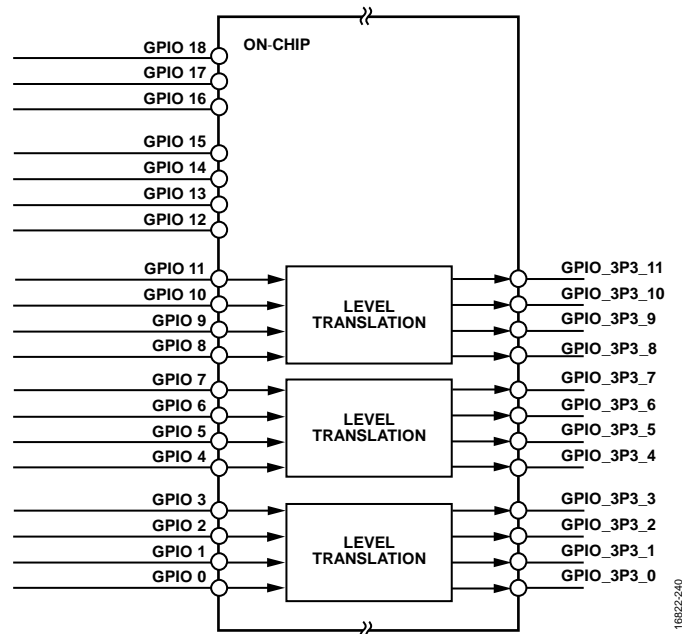 ON-CHIP
GPIO 18
GPIO 17
GPIO 16
GPIO 15
GPIO 14
GPIO 13
GPIO 12
GPIO 11
GPIO 10
GPIO 9
GPIO 8
GPIO 7
GPIO 6
GPIO 5
GPIO 4
GPIO 3
GPIO 2
GPIO 1
GPIO 0
LEVEL
TRANSLATION
LEVEL
TRANSLATION
LEVEL
TRANSLATION
GPIO_3P3_11
GPIO_3P3_10
GPIO_3P3_9
GPIO_3P3_8
GPIO_3P3_7
GPIO_3P3_6
GPIO_3P3_5
GPIO_3P3_4
GPIO_3P3_3
GPIO_3P3_2
GPIO_3P3_1
GPIO_3P3_0
16822-240